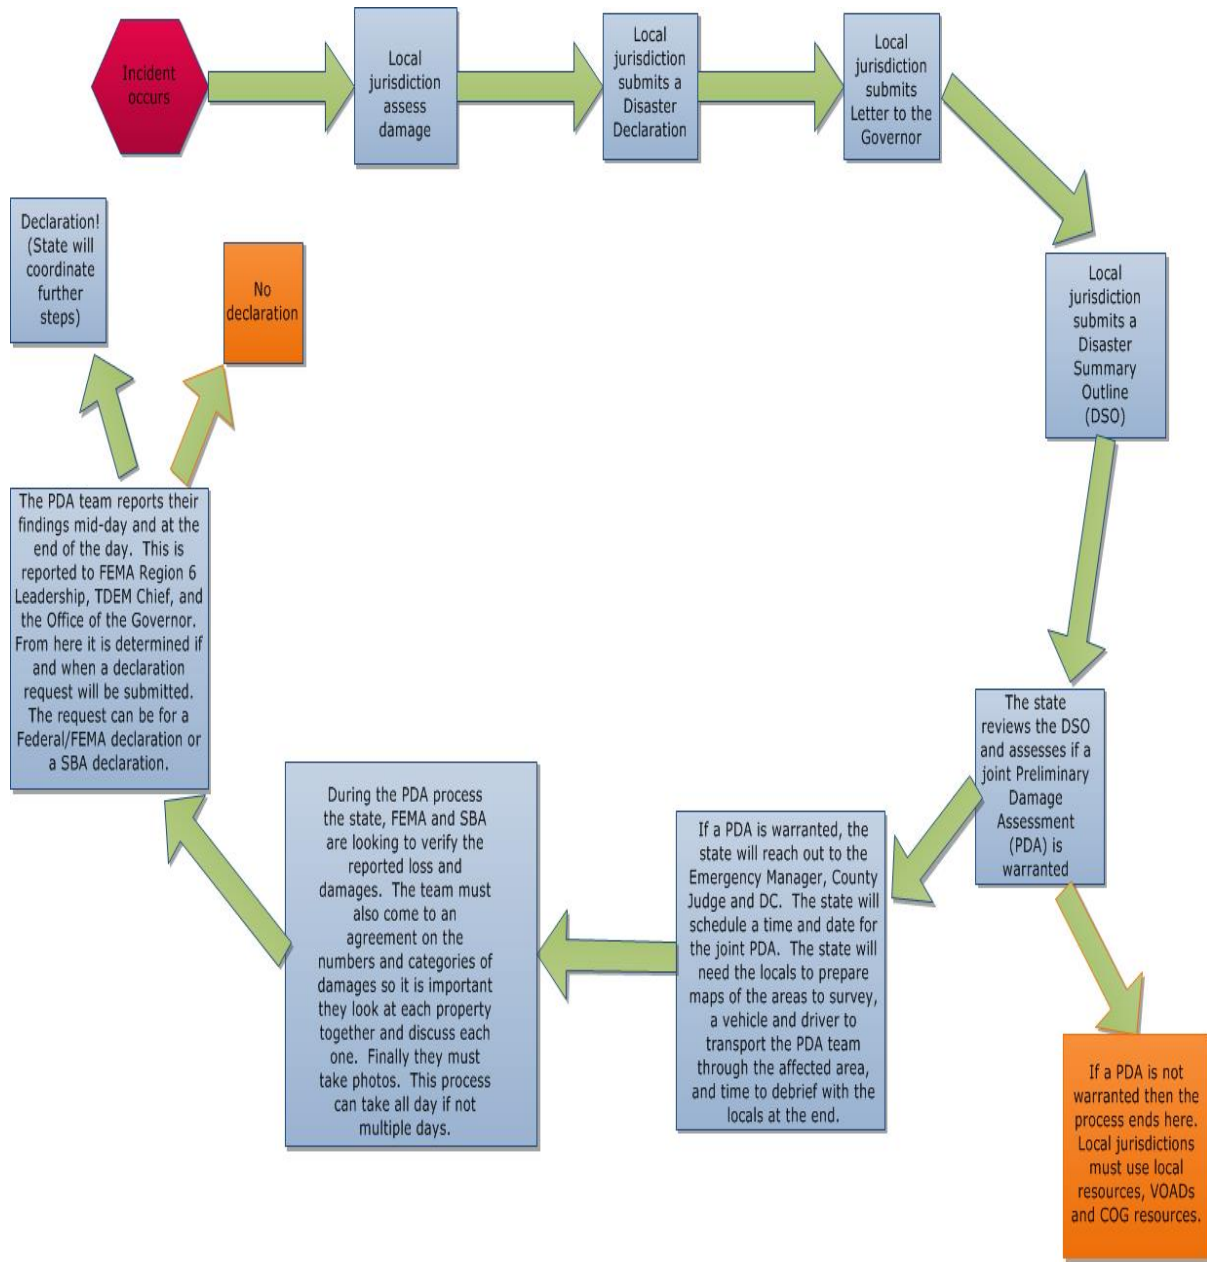 Incident
occurs
Local
jurisdiction
assess
damage
Local
jurisdiction
submits a
Disaster
Declaration
Local
jurisdiction
submits
Letter to the
Governor
Local
jurisdiction
submits a
Disaster
Summary
Outline
(DSO)
The state
reviews the DSO
and assesses if a
joint Preliminary
Damage
Assessment
(PDA) is
warranted
If a PDA is not
warranted then the
process ends here.
Local jurisdictions
must use local
resources, VOADs
and COG resources.
If a PDA is warranted, the
state will reach out to the
Emergency Manager, County
Judge and DC. The state will
schedule a time and date for
the joint PDA. The state will
need the locals to prepare
maps of the areas to survey,
a vehicle and driver to
transport the PDA team
through the affected area,
and time to debrief with the
locals at the end.
During the PDA process
the state, FEMA and SBA
are looking to verify the
reported loss and
damages. The team must
also come to an
agreement on the
numbers and categories of
damages so it is important
they look at each property
together and discuss each
one. Finally they must
take photos. This process
can take all day if not
multiple days.
The PDA team reports their
findings mid-day and at the
end of the day. This is
reported to FEMA Region 6
Leadership, TDEM Chief, and
the Office of the Governor.
From here it is determined if
and when a declaration
request will be submitted.
The request can be for a
Federal/FEMA declaration or
a SBA declaration.
Declaration!
(State will
coordinate
further
steps)
No
declaration